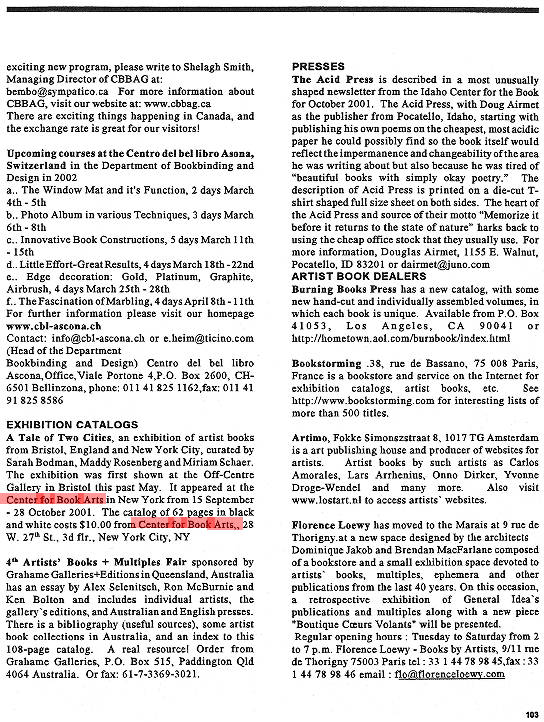 exciting new program, please write to Shelagh Smith,
Managing Director of CBBAG at:
bembo@sympatico.ca For more information about
CBBAG, visit our website at: www.cbbag.ca
There are exciting things happening in Canada, and
the exchange rate is great for our visitors!
Upcoming courses at the Centro del bel libro Asona,
Switzerland in the Department of Bookbinding and
Design in 2002
a.. The Window Mat and it's Function, 2 days March
4th - 5th
b.. Photo Album in various Techniques, 3 days March
6th - 8th
c.. Innovative Book Constructions, 5 days March 11th
- 15th
d.. Little Effort-Great Results, 4 days March 18th - 22nd
e.. Edge decoration: Gold, Platinum, Graphite,
Airbrush, 4 days March 25th - 28th
f.. The Fascination of Marbling, 4 days April 8th - 11th
For further information please visit our homepage
www.cbl-ascona.ch
Contact: info@cbl-ascona.ch or e.heim@ticino.com
(Head of the Department
Bookbinding and Design) Centro del bel libro
Ascona,Office,Viale Portone 4,P.O. Box 2600, CH-
6501 Bellinzona, phone: 011 41 825 1162,fax: 011 41
91 825 8586
EXHIBITION CATALOGS
A Tale of Two Cities, an exhibition of artist books
from Bristol, England and New York City, curated by
Sarah Bodman, Maddy Rosenberg and Miriam Schaer.
The exhibition was first shown at the Off-Centre
Gallery in Bristol this past May. It appeared at the
Center for Book Arts in New York from 15 September
- 28 October 2001. The catalog of 62 pages in black
and white costs $10.00 from Center for Book Arts,, 28
W. 27th St., 3d flr., New York City, NY
4th Artists' Books + Multiples Fair sponsored by
Grahame Galleries+Editions in Queensland, Australia
has an essay by Alex Selenitsch, Ron McBurnie and
Ken Bolton and includes individual artists, the
gallery's editions, and Australian and English presses.
There is a bibliography (useful sources), some artist
book collections in Australia, and an index to this
108-page catalog. A real resource! Order from
Grahame Galleries, P.O. Box 515, Paddington Qld
4064 Australia. Or fax: 61-7-3369-3021.
PRESSES
The Acid Press is described in a most unusually
shaped newsletter from the Idaho Center for the Book
for October 2001. The Acid Press, with Doug Airmet
as the publisher from Pocatello, Idaho, starting with
publishing his own poems on the cheapest, most acidic
paper he could possibly find so the book itself would
reflect the impermanence and changeability of the area
he was writing about but also because he was tired of
"beautiful books with simply okay poetry." The
description of Acid Press is printed on a die-cut T-
shirt shaped full size sheet on both sides. The heart of
the Acid Press and source of their motto "Memorize it
before it returns to the state of nature" harks back to
using the cheap office stock that they usually use. For
more information, Douglas Airmet, 1155 E. Walnut,
Pocatello, ID 83201 or dairmet@juno.com
ARTIST BOOK DEALERS
Burning Books Press has a new catalog, with some
new hand-cut and individually assembled volumes, in
which each book is unique. Available from P.O. Box
41053, Los Angeles, CA 90041 or
http://hometown.aol.com/burnbook/index.html
Bookstorming .38, rue de Bassano, 75 008 Paris,
France is a bookstore and service on the Internet for
exhibition catalogs, artist books, etc. See
http://www.bookstorming.com for interesting lists of
more than 500 titles.
Artimo, Fokke Simonszstraat 8, 1017 TG Amsterdam
is a art publishing house and producer of websites for
artists. Artist books by such artists as Carlos
Amorales, Lars Arrhenius, Onno Dirker, Yvonne
Droge-Wendel and many more. Also visit
www.lostart.nl to access artists' websites.
Florence Loewy has moved to the Marais at 9 rue de
Thorigny.at a new space designed by the architects
Dominique Jakob and Brendan MacFarlane composed
of a bookstore and a small exhibition space devoted to
artists' books, multiples, ephemera and other
publications from the last 40 years. On this occasion,
a retrospective exhibition of General Idea's
publications and multiples along with a new piece
"Boutique Cœurs Volants" will be presented.
Regular opening hours : Tuesday to Saturday from 2
to 7 p.m. Florence Loewy - Books by Artists, 9/11 rue
de Thorigny 75003 Paris tel : 33 1 44 78 98 45,fax : 33
1 44 78 98 46 email : flo@florenceloewy.com
103